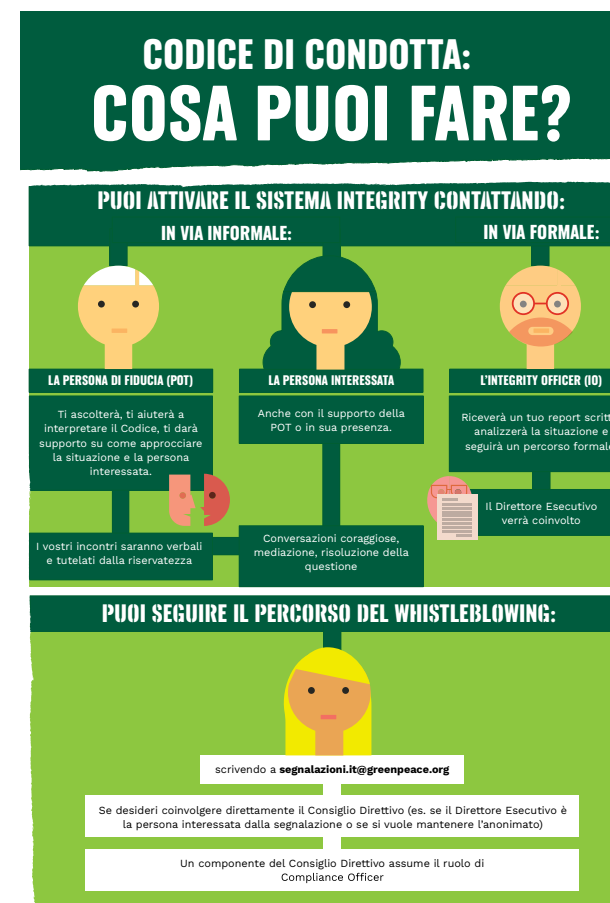 CODICE DI CONDOTTA:
COSA PUOI FARE?
PUOI ATTIVARE IL SISTEMA INTEGRITY CONTATTANDO:
IN VIA INFORMALE:
IN VIA FORMALE:
LA PERSONA DI FIDUCIA (POT)
Ti ascolterà, ti aiuterà a
interpretare il Codice, ti darà
supporto su come approcciare
la situazione e la persona
interessata.
I vostri incontri saranno verbali
e tutelati dalla riservatezza
LA PERSONA INTERESSATA
Anche con il supporto della
POT o in sua presenza.
Conversazioni coraggiose,
mediazione, risoluzione della
questione
L'INTEGRITY OFFICER (IO)
Riceverà un tuo report
analizzerà la situazione e
seguirà un percorso
Il Direttore Esecutivo
verrà coinvolto
PUOI SEGUIRE IL PERCORSO DEL WHISTLEBLOWING:
scrivendo a segnalazioni.it@greenpeace.org
Se desideri coinvolgere direttamente il Consiglio Direttivo (es. se il Direttore Esecutivo è
la persona interessata dalla segnalazione o se si vuole mantenere l'anonimato)
Un componente del Consiglio Direttivo assume il ruolo di
Compliance Officer